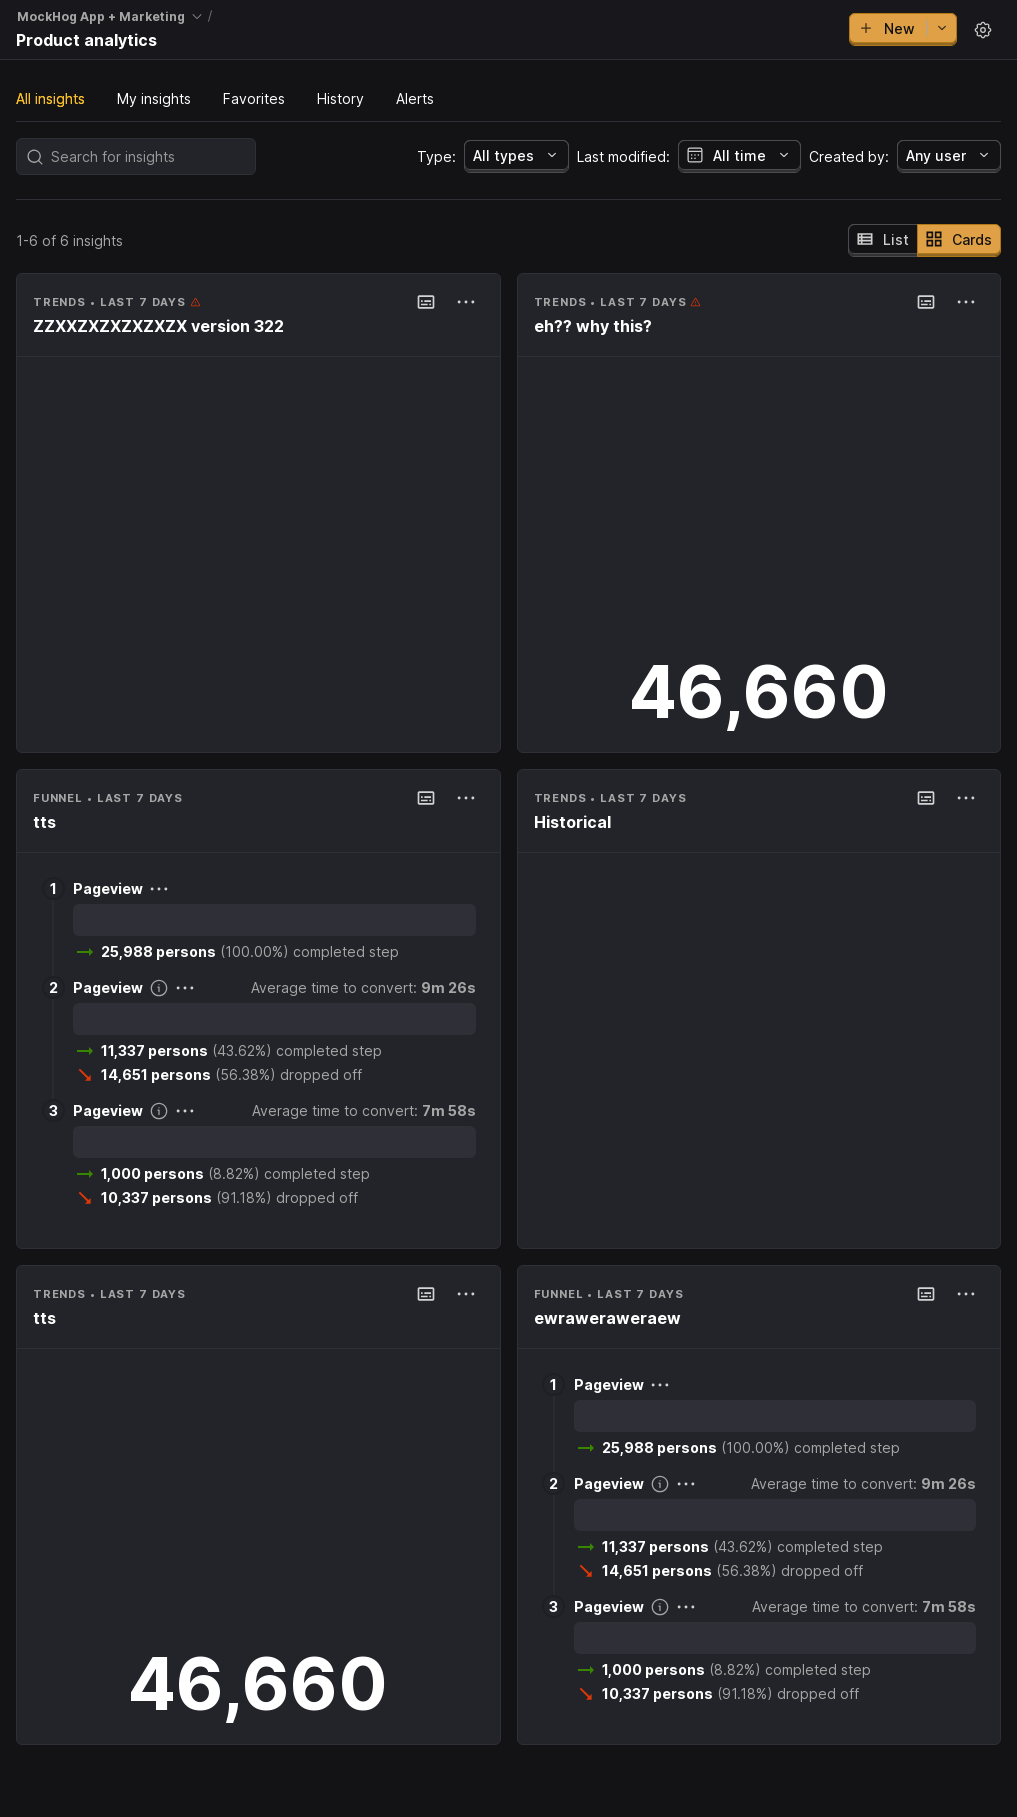 MockHog App + Marketing /
Product analytics
New
All insights My insights Favorites History Alerts
Search for insights Type: All types Last modified: All time Created by: Any user
1-6 of 6 insights List Cards
TRENDS • LAST 7 DAYS
ZZXXZXZXZXZXZX version 322
TRENDS • LAST 7 DAYS
eh?? why this?
46,660
FUNNEL • LAST 7 DAYS
tts
1 Pageview
25,988 persons (100.00%) completed step
2 Pageview Average time to convert: 9m 26s
11,337 persons (43.62%) completed step
14,651 persons (56.38%) dropped off
3 Pageview Average time to convert: 7m 58s
1,000 persons (8.82%) completed step
10,337 persons (91.18%) dropped off
TRENDS • LAST 7 DAYS
Historical
TRENDS • LAST 7 DAYS
tts
46,660
FUNNEL • LAST 7 DAYS
ewraweraweraew
1 Pageview
25,988 persons (100.00%) completed step
2 Pageview Average time to convert: 9m 26s
11,337 persons (43.62%) completed step
14,651 persons (56.38%) dropped off
3 Pageview Average time to convert: 7m 58s
1,000 persons (8.82%) completed step
10,337 persons (91.18%) dropped off